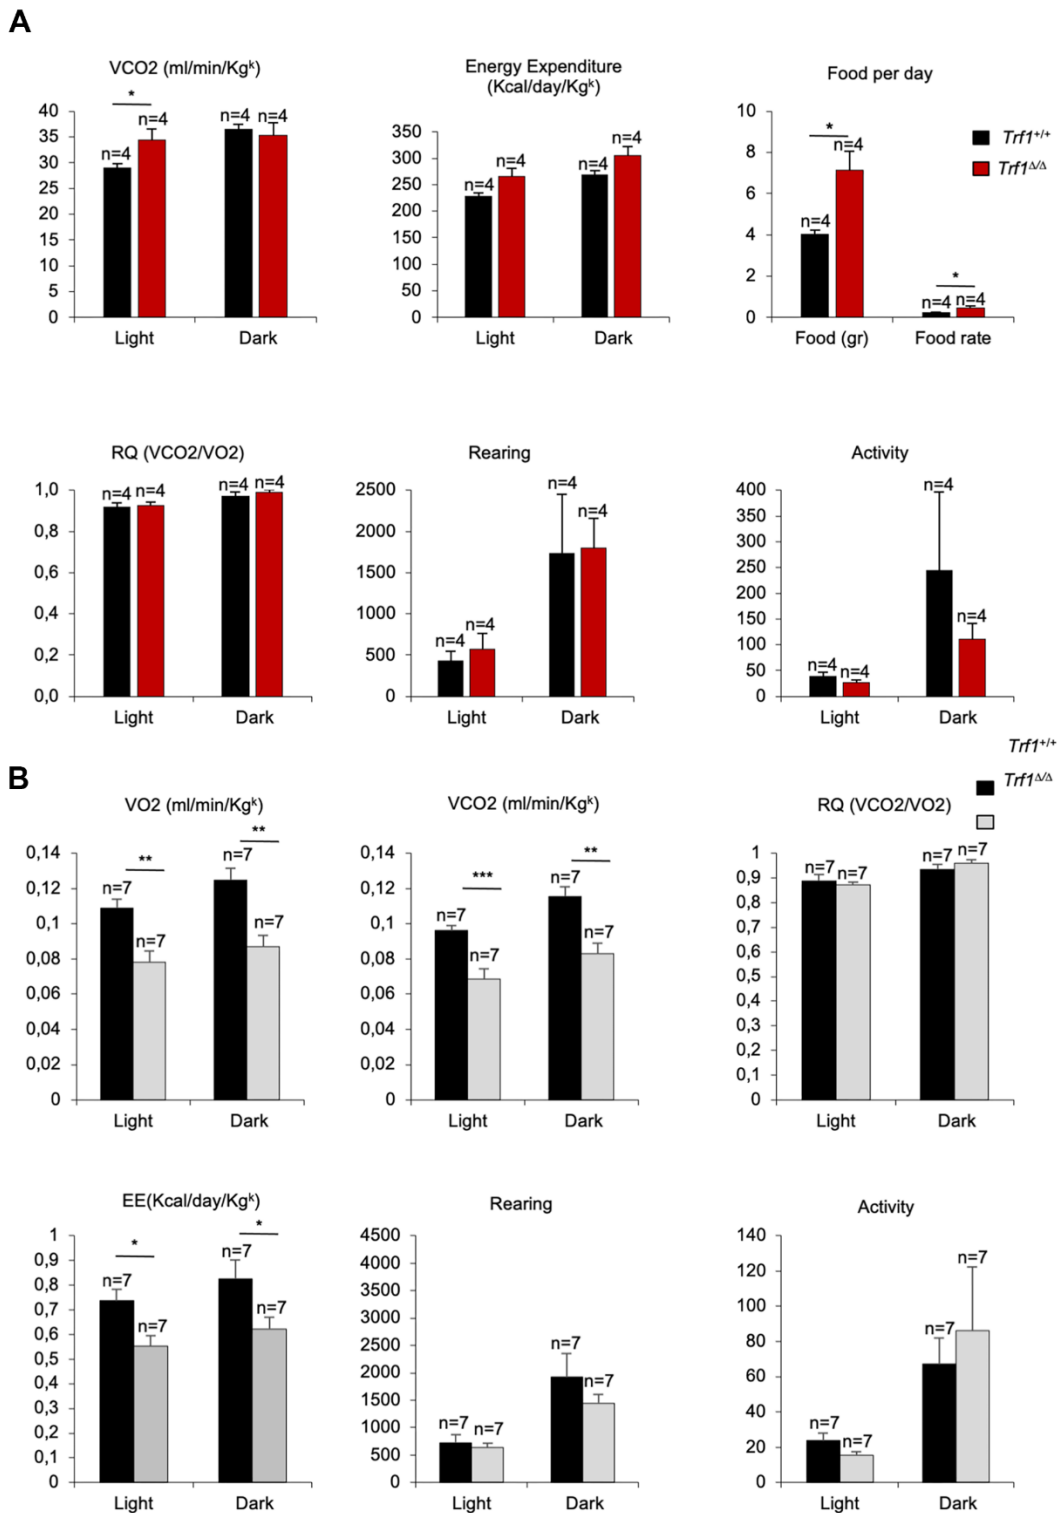 A
VCO2 (ml/min/Kgᵏ)
40
35
30
25
20
15
10
5
0
*
n=4
n=4
n=4 n=4
Light
Dark
Energy Expenditure
(Kcal/day/Kgᵏ)
350
300
250
200
150
100
50
0
n=4
n=4
n=4
n=4
Light
Dark
Food per day
10
8
6
4
2
0
*
n=4
n=4
*
n=4 n=4
Food (gr)
Food rate
Trf1⁺/⁺
Trf1Δ/Δ
RQ (VCO2/VO2)
1,0
0,8
0,6
0,4
0,2
0,0
n=4 n=4
n=4 n=4
Light
Dark
Rearing
2500
2000
1500
1000
500
0
n=4
n=4
n=4
n=4
Light
Dark
Activity
400
350
300
250
200
150
100
50
0
n=4
n=4
n=4
n=4
Light
Dark
Trf1⁺/⁺
Trf1Δ/Δ
B
VO2 (ml/min/Kgᵏ)
0,14
0,12
0,1
0,08
0,06
0,04
0,02
0
**
n=7
n=7
**
n=7
n=7
Light
Dark
VCO2 (ml/min/Kgᵏ)
0,14
0,12
0,1
0,08
0,06
0,04
0,02
0
***
n=7
n=7
**
n=7
n=7
Light
Dark
RQ (VCO2/VO2)
1
0,9
0,8
0,7
0,6
0,5
0,4
0,3
0,2
0,1
0
n=7 n=7
n=7 n=7
Light
Dark
EE(Kcal/day/Kgᵏ)
1
0,9
0,8
0,7
0,6
0,5
0,4
0,3
0,2
0,1
0
*
n=7
n=7
*
n=7
n=7
Light
Dark
Rearing
4500
4000
3500
3000
2500
2000
1500
1000
500
0
n=7 n=7
n=7
n=7
Light
Dark
Activity
140
120
100
80
60
40
20
0
n=7
n=7
n=7
n=7
Light
Dark